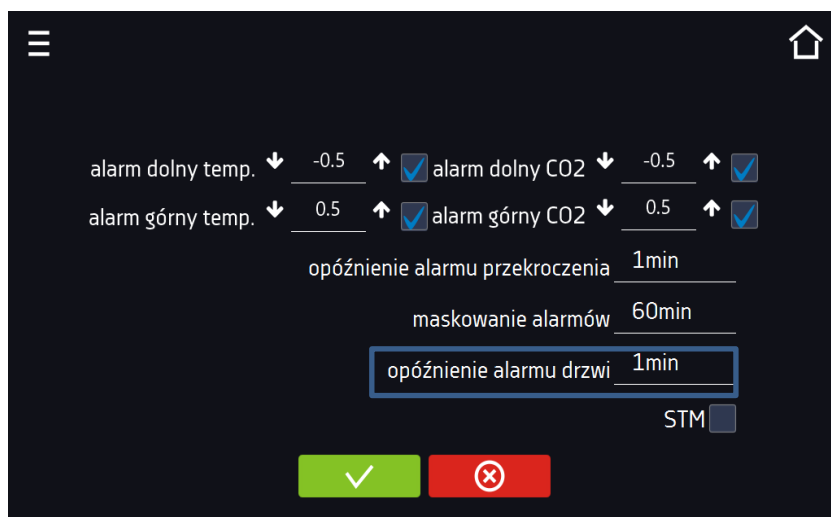 alarm dolny temp. -0.5 alarm dolny CO2 -0.5
alarm górny temp. 0.5 alarm górny CO2 0.5
opóźnienie alarmu przekroczenia 1min
maskowanie alarmów 60min
opóźnienie alarmu drzwi 1min
STM